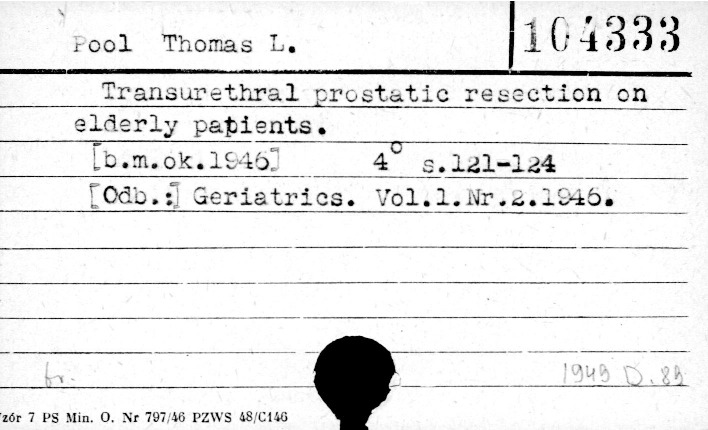 Pool Thomas L.
104333
Transurethral prostatic resection on
elderly patients.
[b.m.ok.1946] 4° s.121-124
[Odb.:] Geriatrics. Vol.1.Nr.2.1946.
fr.
1949 D. 89
zór 7 PS Min. O. Nr 797/46 PZWS 48/C146